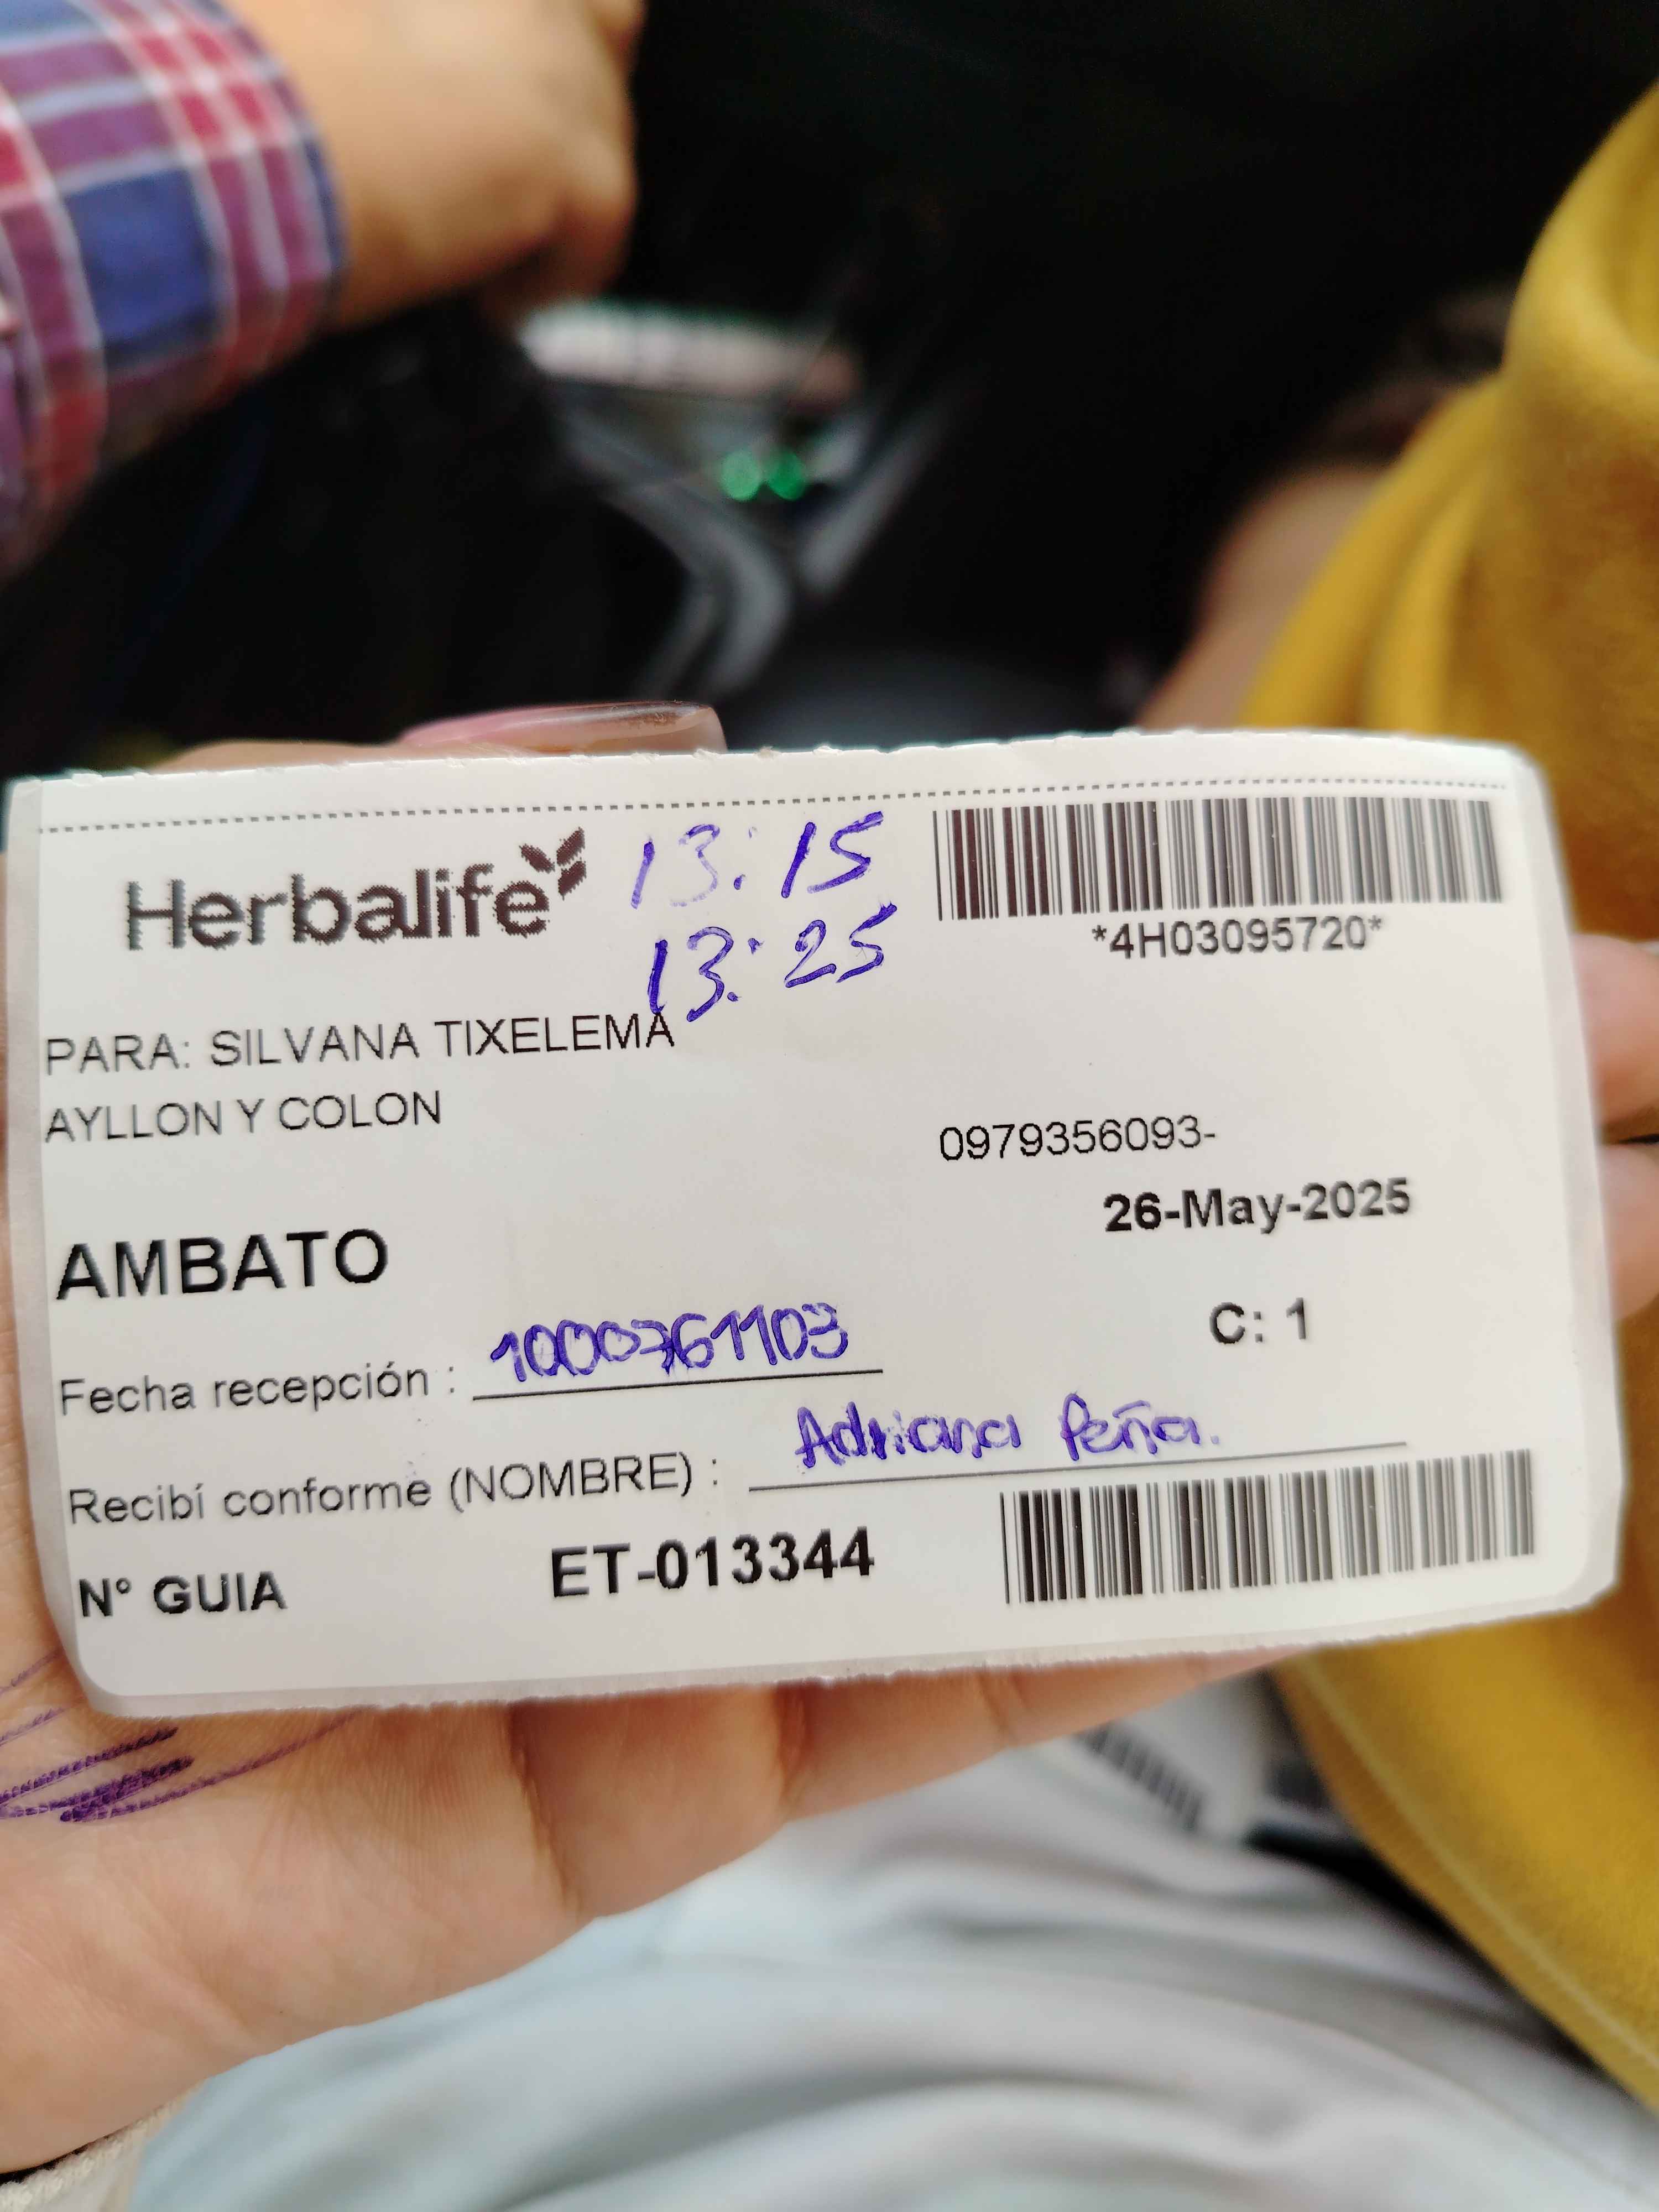 Herbalife
13:15
13:25
*4H03095720*
PARA: SILVANA TIXELEMA
AYLLON Y COLON
0979356093-
26-May-2025
AMBATO
C: 1
Fecha recepción : 1000761103
Recibí conforme (NOMBRE) : Adriana Peña.
N° GUIA ET-013344